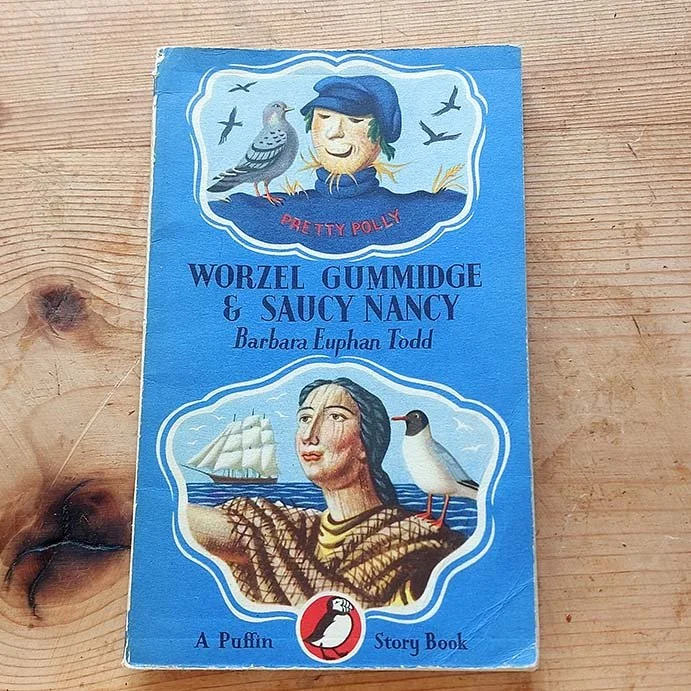 PRETTY POLLY
WORZEL GUMMIDGE
& SAUCY NANCY
Barbara Euphan Todd
A Puffin Story Book